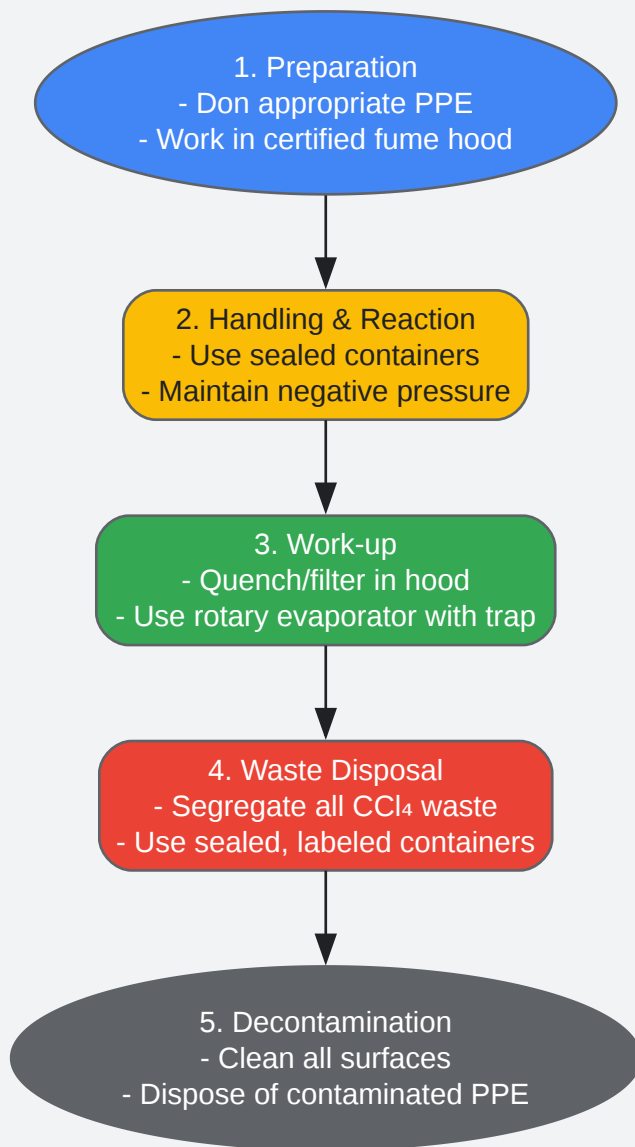 1. Preparation
- Don appropriate PPE
- Work in certified fume hood
2. Handling & Reaction
- Use sealed containers
- Maintain negative pressure
3. Work-up
- Quench/filter in hood
- Use rotary evaporator with trap
4. Waste Disposal
- Segregate all CCl₄ waste
- Use sealed, labeled containers
5. Decontamination
- Clean all surfaces
- Dispose of contaminated PPE